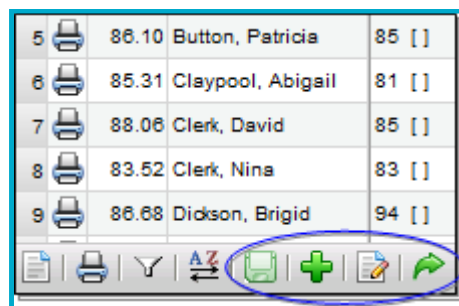 5 86.10 Button, Patricia 85 []
6 85.31 Claypool, Abigail 81 []
7 88.06 Clerk, David 85 []
8 83.52 Clerk, Nina 83 []
9 86.68 Dickson, Brigid 94 []
AZ